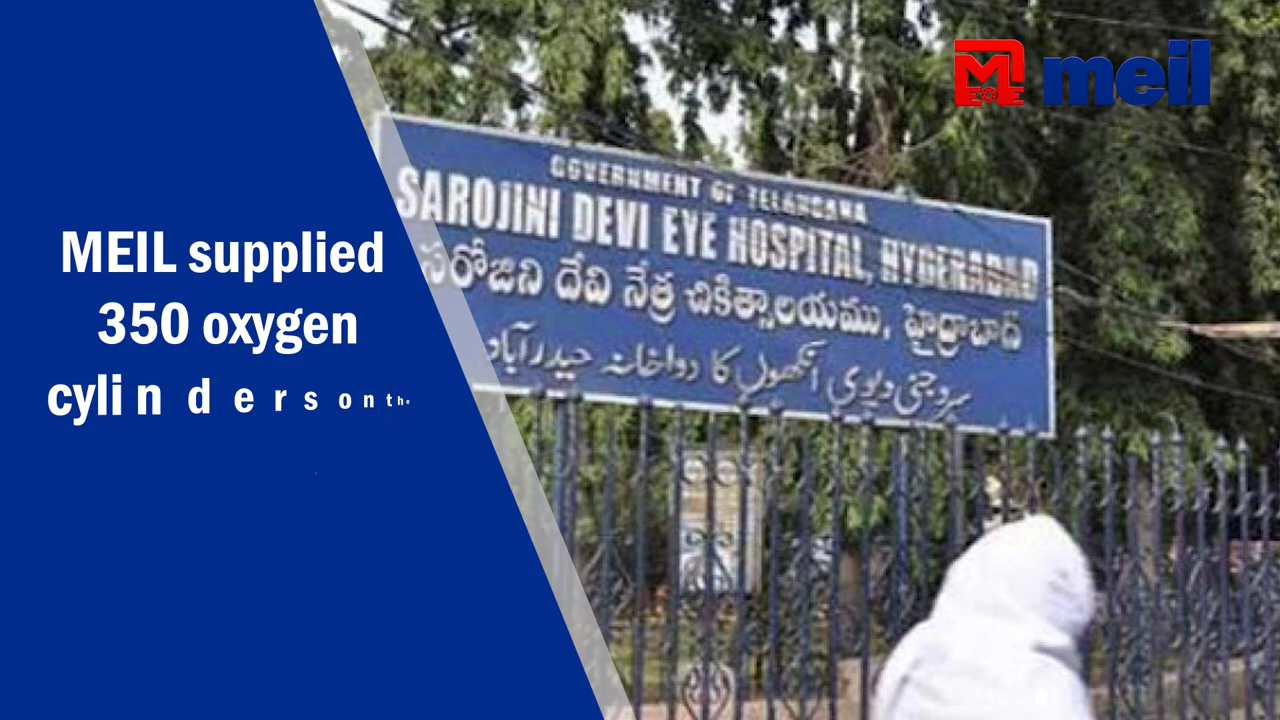 MEIL supplied
350 oxygen
cylinders on the
meil
GOVERNMENT OF TELANGANA
SAROJINI DEVI EYE HOSPITAL, HYDERABAD
సరోజిని దేవి నేత్ర చికిత్సాలయము, హైద్రాబాద్
سروجنی دیوی آنکھوں کا دواخانہ حیدرآباد